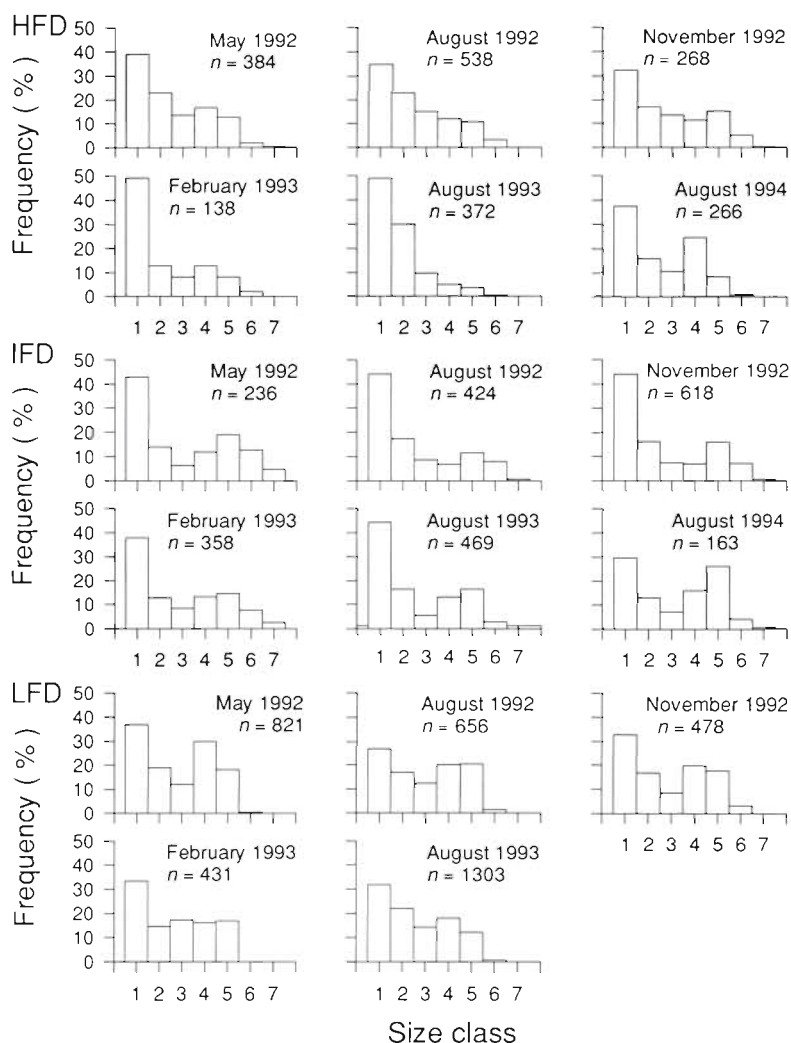 HFD
Frequency (%)
50
40
30
20
10
0
May 1992
n = 384
August 1992
n = 538
November 1992
n = 268
50
40
30
20
10
0
February 1993
n = 138
August 1993
n = 372
August 1994
n = 266
1 2 3 4 5 6 7
1 2 3 4 5 6 7
1 2 3 4 5 6 7
IFD
Frequency (%)
50
40
30
20
10
0
May 1992
n = 236
August 1992
n = 424
November 1992
n = 618
50
40
30
20
10
0
February 1993
n = 358
August 1993
n = 469
August 1994
n = 163
1 2 3 4 5 6 7
1 2 3 4 5 6 7
1 2 3 4 5 6 7
LFD
Frequency (%)
50
40
30
20
10
0
May 1992
n = 821
August 1992
n = 656
November 1992
n = 478
1 2 3 4 5 6 7
50
40
30
20
10
0
February 1993
n = 431
August 1993
n = 1303
1 2 3 4 5 6 7
1 2 3 4 5 6 7
Size class